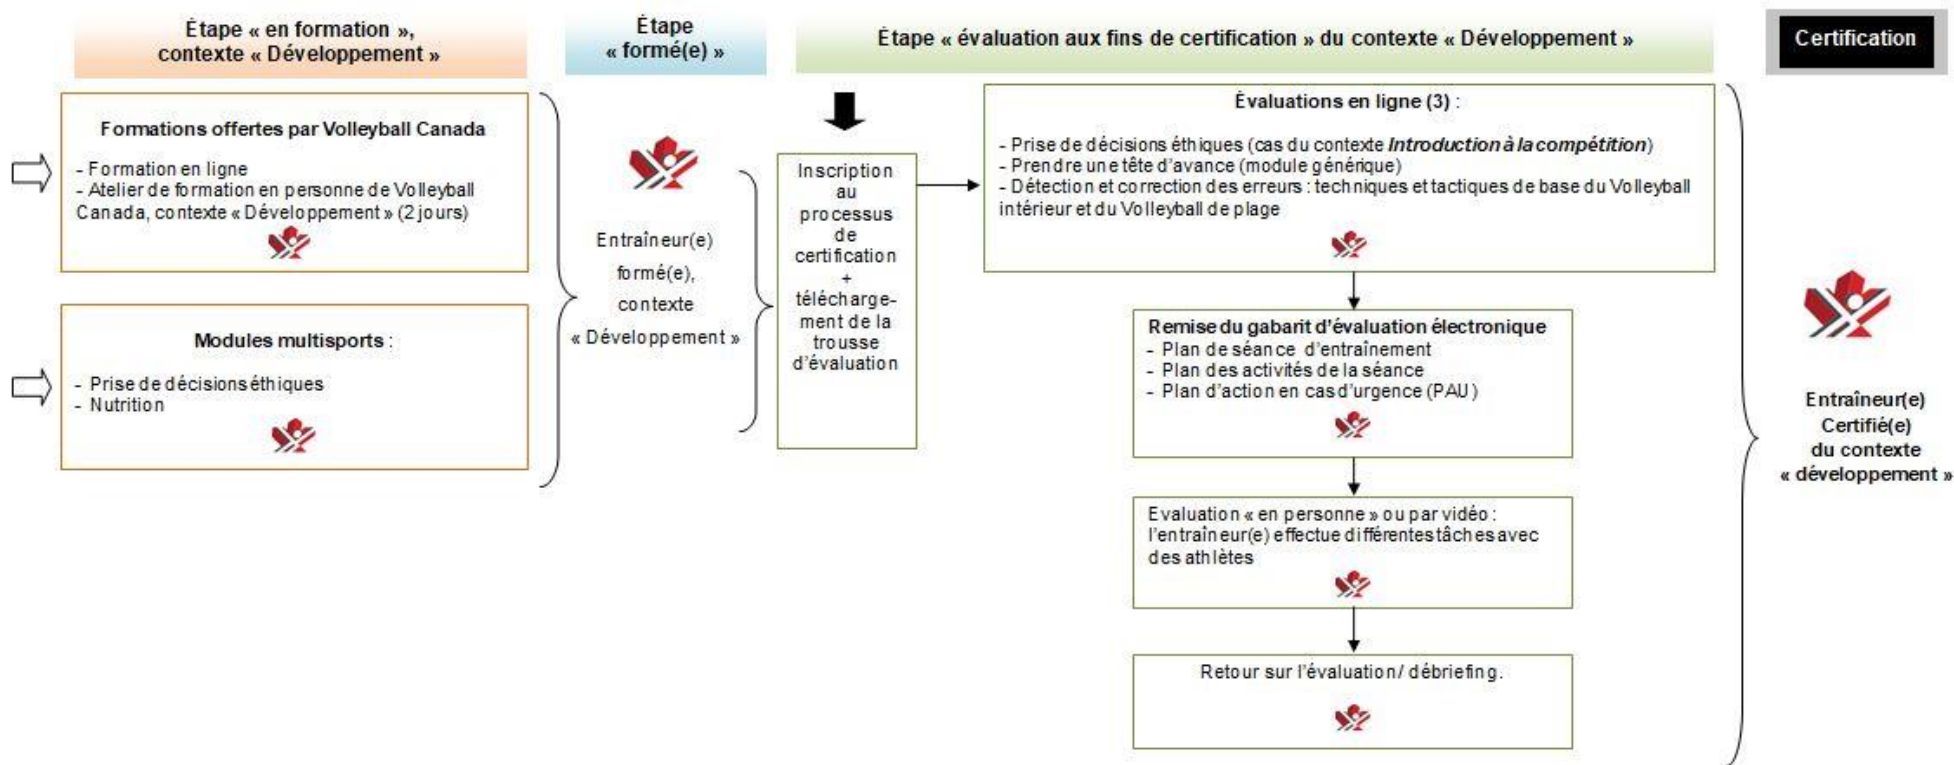 Étape « en formation »,
contexte « Développement »
Étape
« formé(e) »
Étape « évaluation aux fins de certification » du contexte « Développement »
Certification
Formations offertes par Volleyball Canada
- Formation en ligne
- Atelier de formation en personne de Volleyball
Canada, contexte « Développement » (2 jours)
Modules multisports :
- Prise de décisions éthiques
- Nutrition
Entraîneur(e)
formé(e),
contexte
« Développement »
Inscription
au
processus
de
certification
+
télécharge-
ment de la
trousse
d'évaluation
Évaluations en ligne (3) :
- Prise de décisions éthiques (cas du contexte Introduction à la compétition)
- Prendre une tête d'avance (module générique)
- Détection et correction des erreurs : techniques et tactiques de base du Volleyball
intérieur et du Volleyball de plage
Remise du gabarit d'évaluation électronique
- Plan de séance d'entraînement
- Plan des activités de la séance
- Plan d'action en cas d'urgence (PAU)
Evaluation « en personne » ou par vidéo :
l'entraîneur(e) effectue différentes tâches avec
des athlètes
Retour sur l'évaluation/ débriefing.
Entraîneur(e)
Certifié(e)
du contexte
« développement »